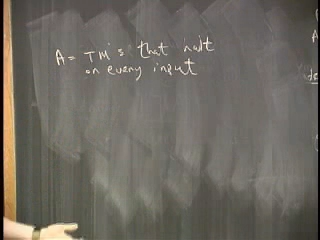 A = TM's that halt
on every input